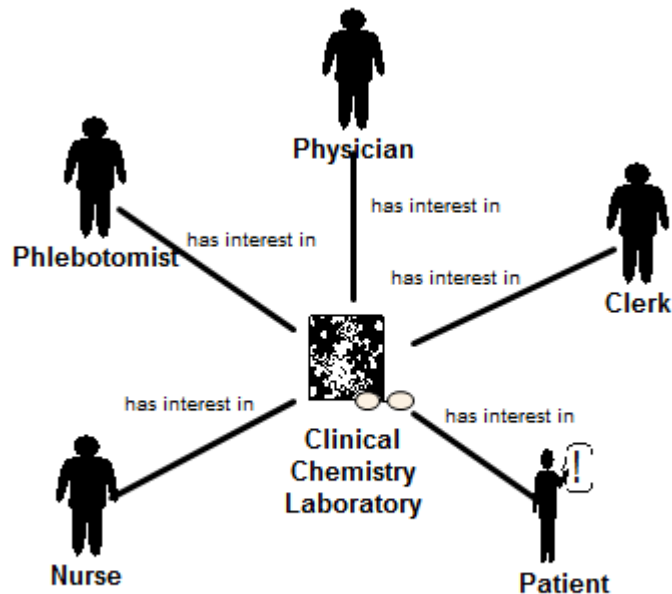 Physician
has interest in
Phlebotomist
has interest in
has interest in
Clerk
has interest in
has interest in
!
Clinical
Chemistry
Laboratory
Nurse
Patient